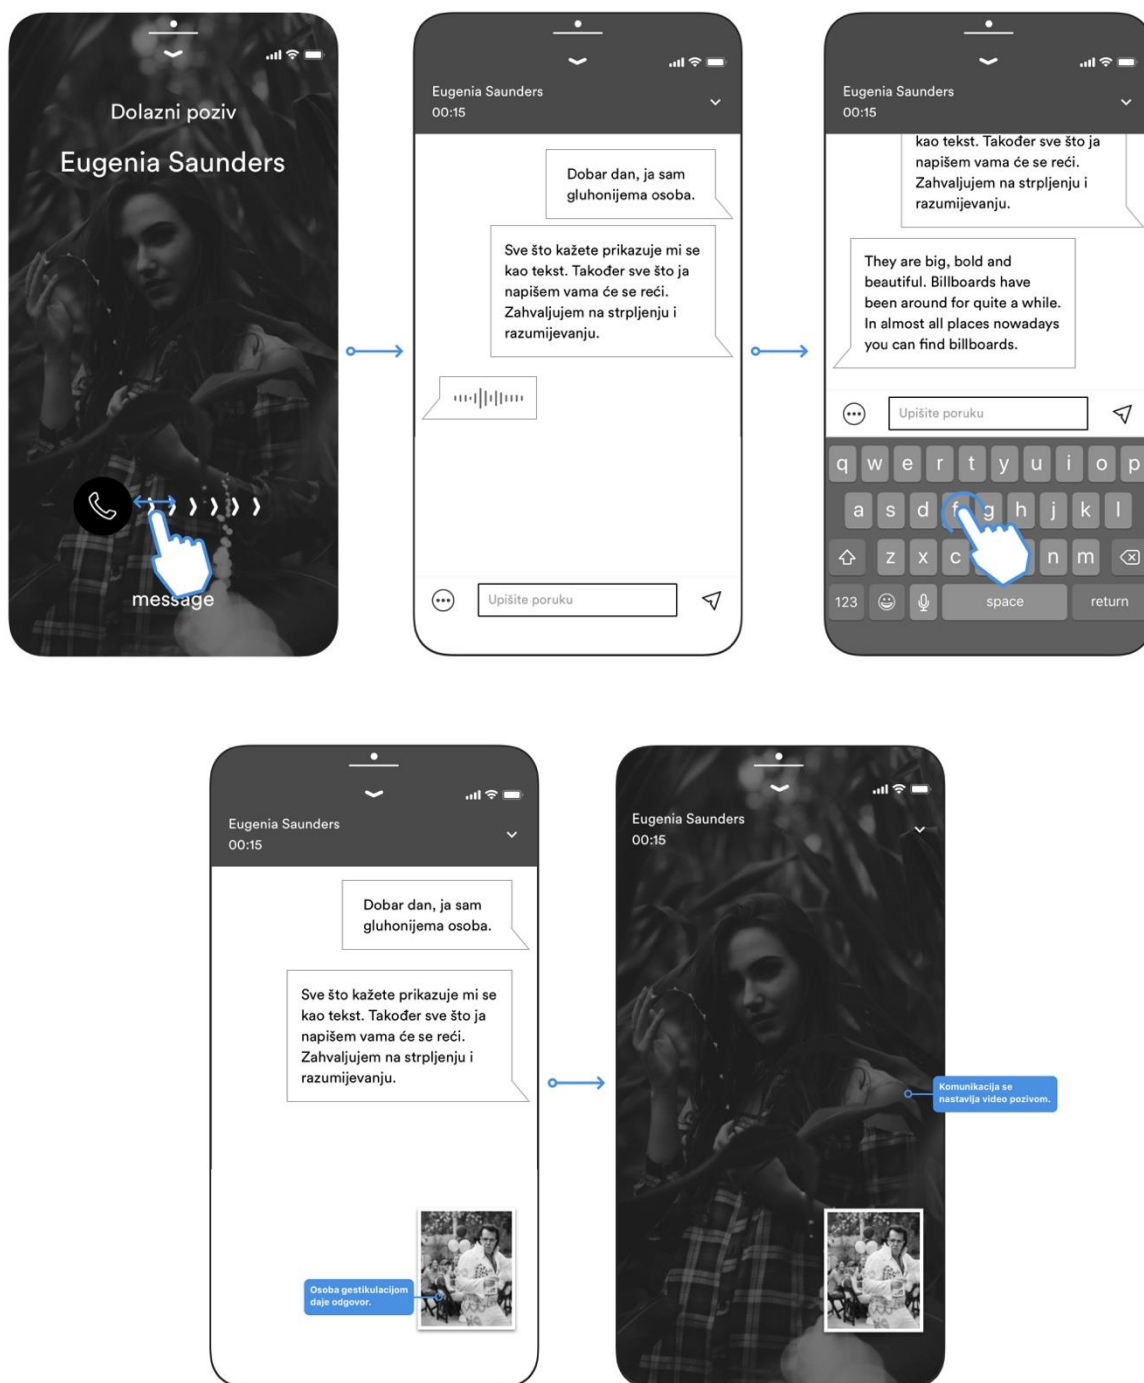 Dolazni poziv
Eugenia Saunders
message
Eugenia Saunders
00:15
Dobar dan, ja sam
gluhonijema osoba.
Sve što kažete prikazuje mi se
kao tekst. Također sve što ja
napišem vama će se reći.
Zahvaljujem na strpljenju i
razumijevanju.
Upišite poruku
Eugenia Saunders
00:15
kao tekst. Također sve što ja
napišem vama će se reći.
Zahvaljujem na strpljenju i
razumijevanju.
They are big, bold and
beautiful. Billboards have
been around for quite a while.
In almost all places nowadays
you can find billboards.
Upišite poruku
q w e r t y u i o p
a s d f g h j k l
z x c n m
123 space return
Eugenia Saunders
00:15
Dobar dan, ja sam
gluhonijema osoba.
Sve što kažete prikazuje mi se
kao tekst. Također sve što ja
napišem vama će se reći.
Zahvaljujem na strpljenju i
razumijevanju.
Osoba gestikulacijom
daje odgovor.
Eugenia Saunders
00:15
Komunikacija se
nastavlja video pozivom.